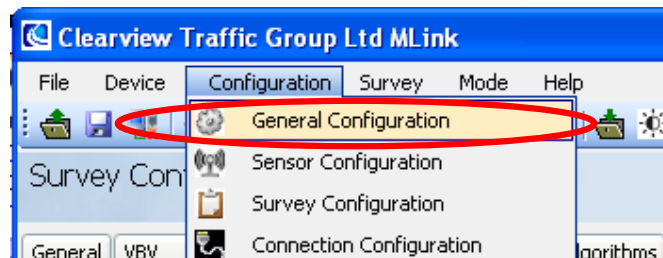 Clearview Traffic Group Ltd MLink
File Device Configuration Survey Mode Help
General Configuration
Sensor Configuration
Survey Con
Survey Configuration
Connection Configuration
General VBV lgorithms